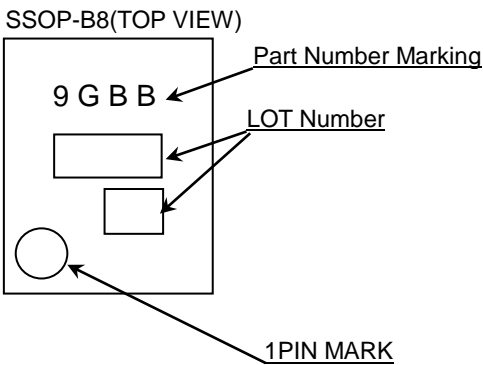 SSOP-B8(TOP VIEW)
Part Number Marking
9 G B B
LOT Number
1PIN MARK